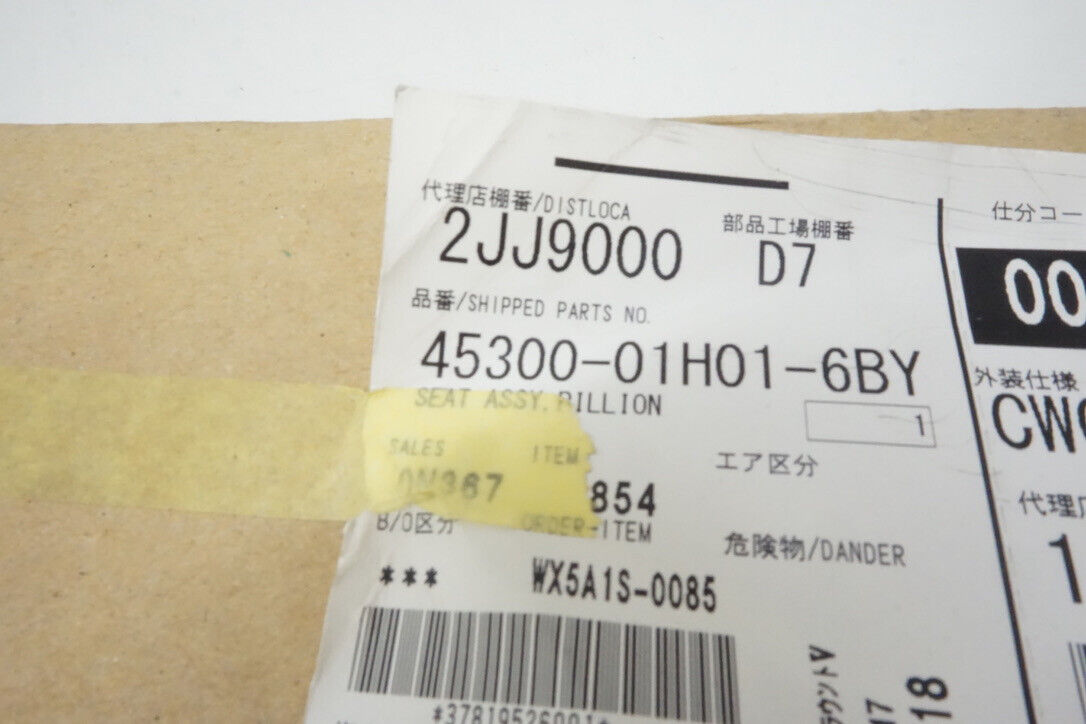 代理店棚番/DISTLOCA 部品工場棚番 仕分コー
2JJ9000 D7 00
品番/SHIPPED PARTS NO.
45300-01H01-6BY 外装仕様
SEAT ASSY,PILLION 1
SALES ITEM エア区分
0N367 854 代理店
B/O区分 ORDER-ITEM 危険物/DANDER
*** WX5A1S-0085 1
18
*37819526001*